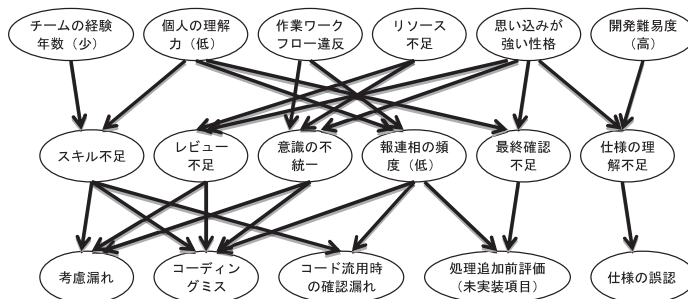 チームの経験
年数（少）
個人の理解
力（低）
作業ワーク
フロー違反
リソース
不足
思い込みが
強い性格
開発難易度
（高）
スキル不足
レビュー
不足
意識の不
統一
報連相の頻
度（低）
最終確認
不足
仕様の理
解不足
考慮漏れ
コーディン
グミス
コード流用時
の確認漏れ
処理追加前評価
（未実装項目）
仕様の誤認